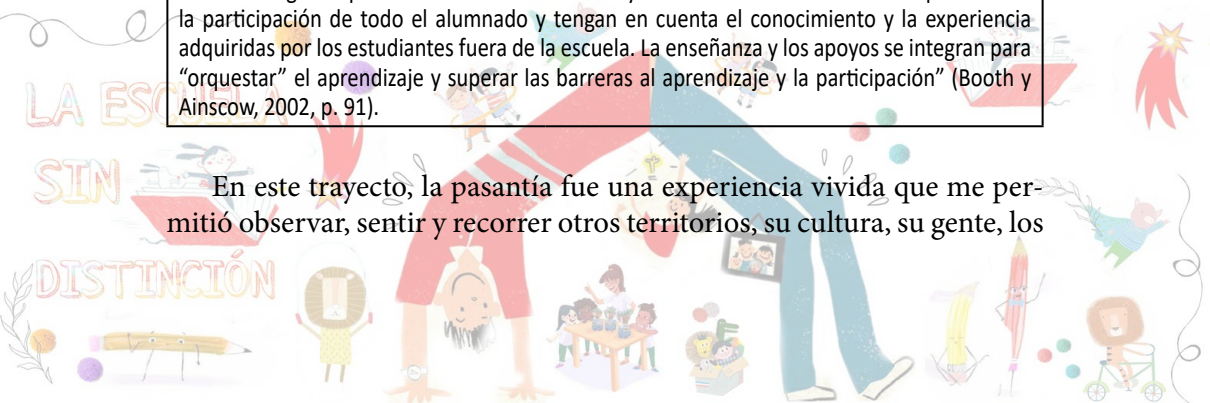 la participación de todo el alumnado y tengan en cuenta el conocimiento y la experiencia
adquiridas por los estudiantes fuera de la escuela. La enseñanza y los apoyos se integran para
“orquestar” el aprendizaje y superar las barreras al aprendizaje y la participación” (Booth y
Ainscow, 2002, p. 91).
LA ESCUELA
SIN
DISTINCIÓN
En este trayecto, la pasantía fue una experiencia vivida que me per-
mitió observar, sentir y recorrer otros territorios, su cultura, su gente, los